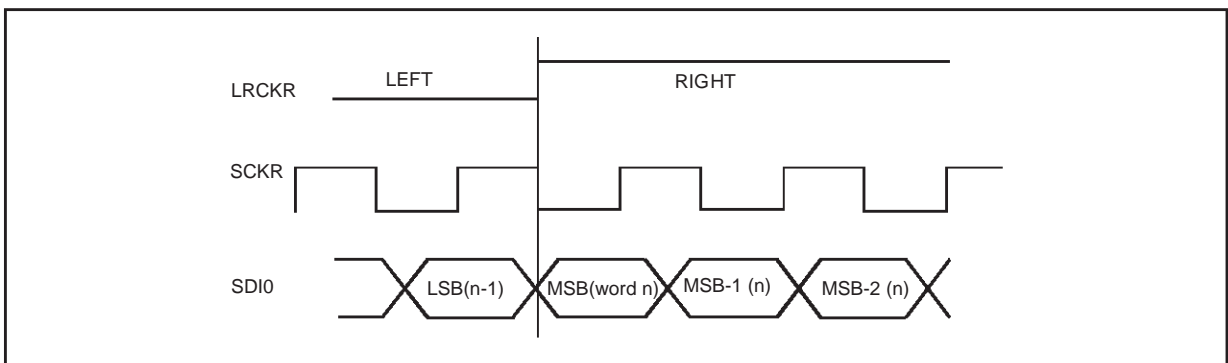 LRCKR LEFT RIGHT
SCKR
SDI0 LSB(n-1) MSB(word n) MSB-1 (n) MSB-2 (n)